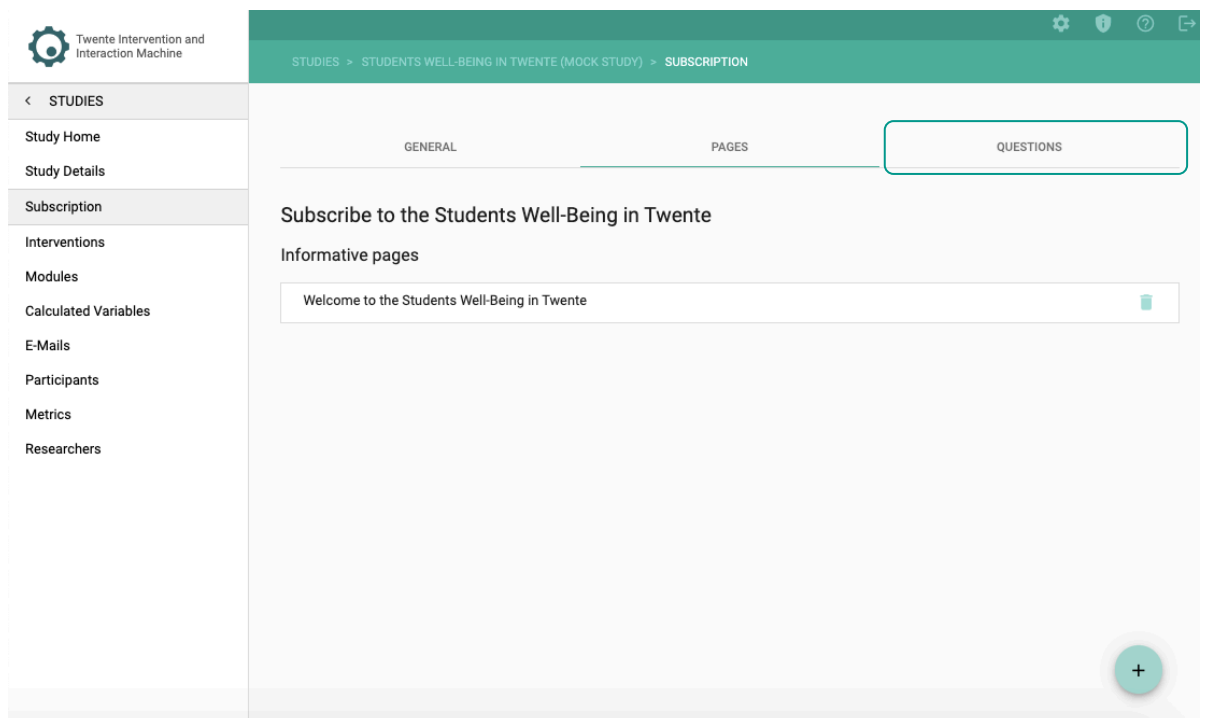 Twente Intervention and
Interaction Machine
STUDIES > STUDENTS WELL-BEING IN TWENTE (MOCK STUDY) > SUBSCRIPTION
< STUDIES
Study Home
Study Details
Subscription
Interventions
Modules
Calculated Variables
E-Mails
Participants
Metrics
Researchers
GENERAL PAGES QUESTIONS
Subscribe to the Students Well-Being in Twente
Informative pages
Welcome to the Students Well-Being in Twente
+